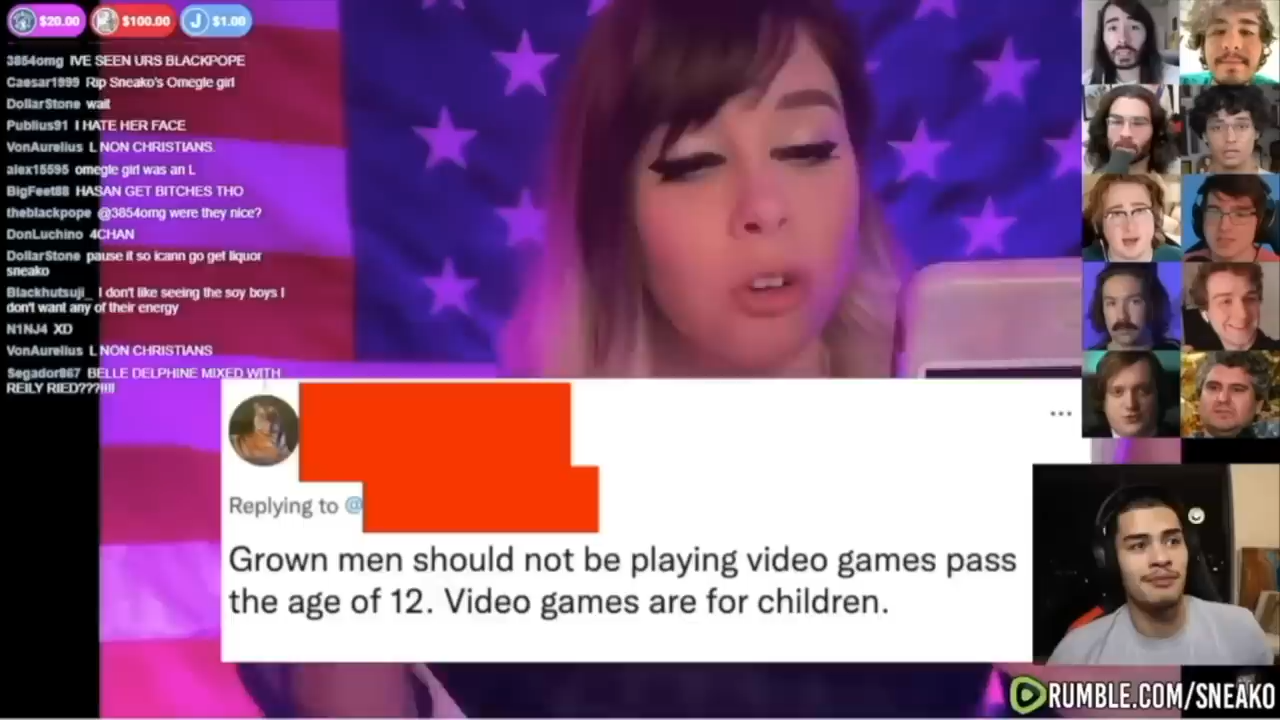 $20.00
$100.00
J $1.00
3854omg IVE SEEN URS BLACKPOPE
Caesar1999 Rip Sneako's Omegle girl
DollarStone wait
Publius91 I HATE HER FACE
VonAurelius L NON CHRISTIANS.
alex15595 omegle girl was an L
BigFeet88 HASAN GET BITCHES THO
theblackpope @3854omg were they nice?
DonLuchino 4CHAN
DollarStone pause it so icann go get liquor
sneako
Blackhutsuji_ I don't like seeing the soy boys I
don't want any of their energy
N1NJ4 XD
VonAurelius L NON CHRISTIANS
Segador867 BELLE DELPHINE MIXED WITH
REILY RIED???!!!!
Replying to @
Grown men should not be playing video games pass
the age of 12. Video games are for children.
RUMBLE.COM/SNEAKO